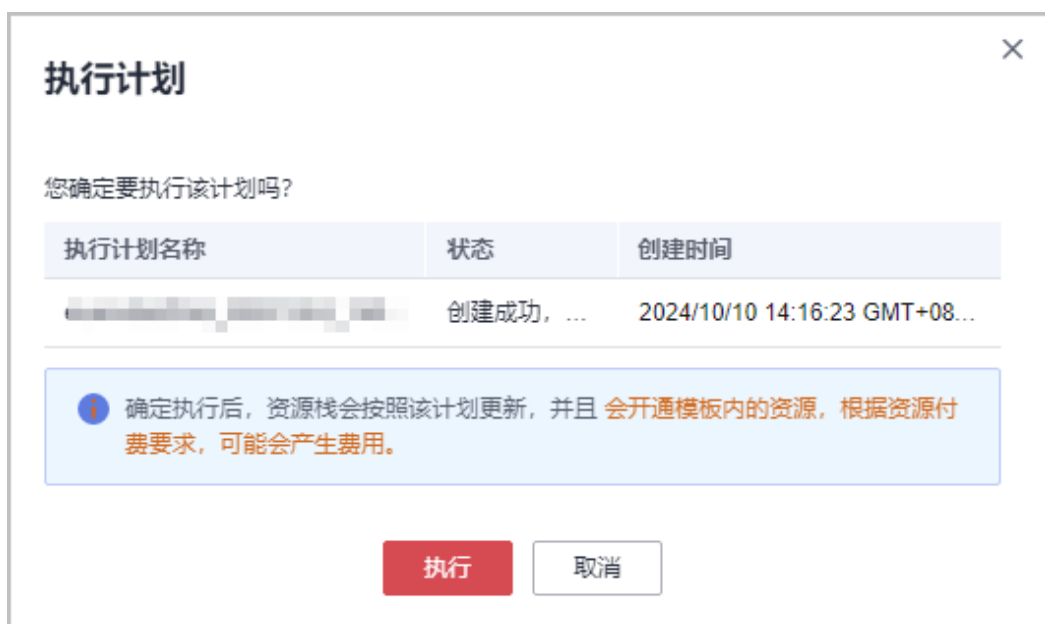 执行计划
您确定要执行该计划吗?
执行计划名称 状态 创建时间
创建成功，... 2024/10/10 14:16:23 GMT+08...
确定执行后，资源栈会按照该计划更新，并且 会开通模板内的资源，根据资源付
费要求，可能会产生费用。
执行 取消